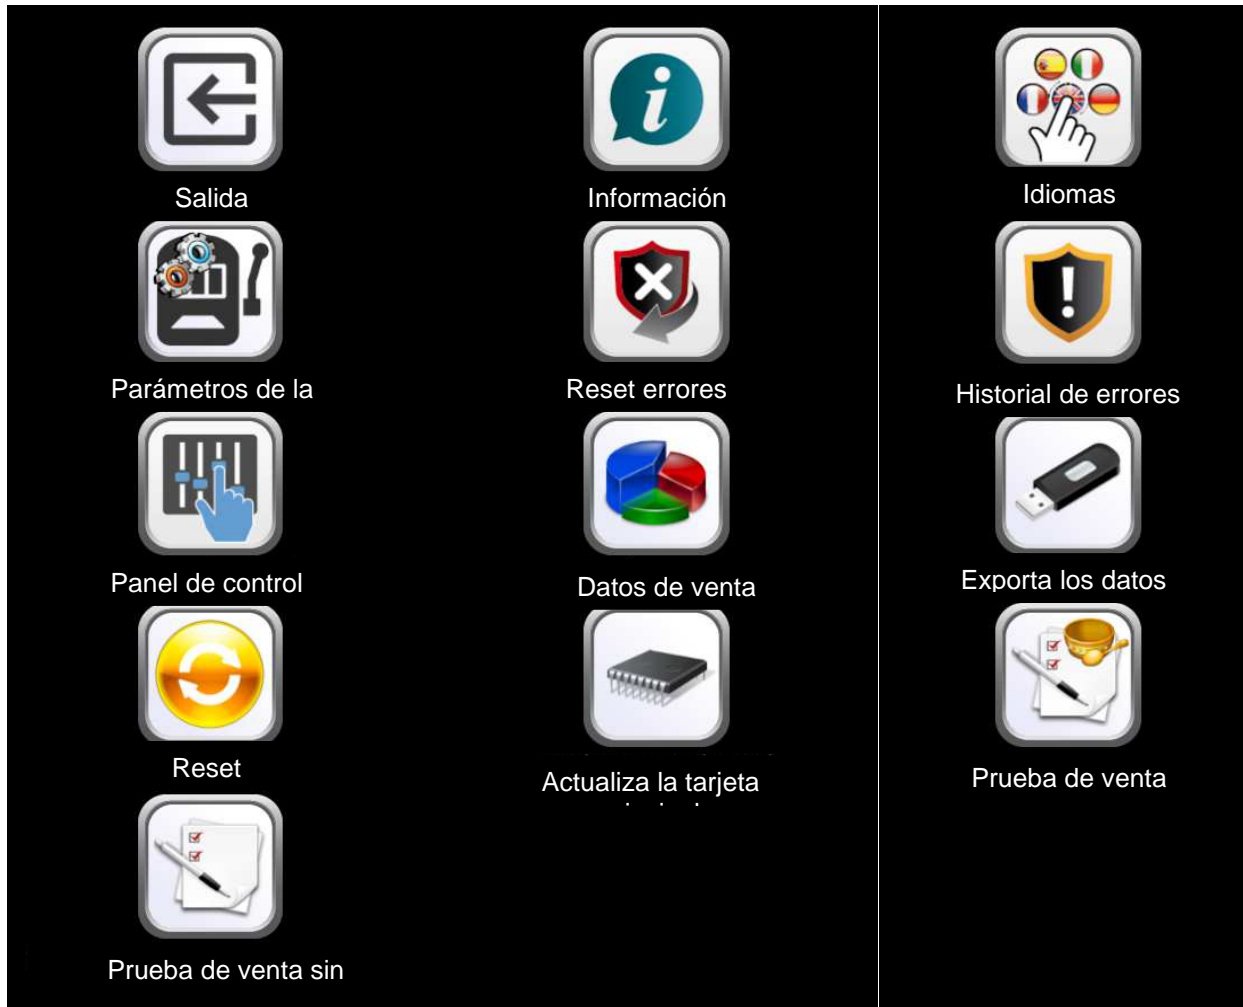 Salida
Información
Idiomas
Parámetros de la
Reset errores
Historial de errores
Panel de control
Datos de venta
Exporta los datos
Reset
Actualiza la tarjeta
Prueba de venta
Prueba de venta sin